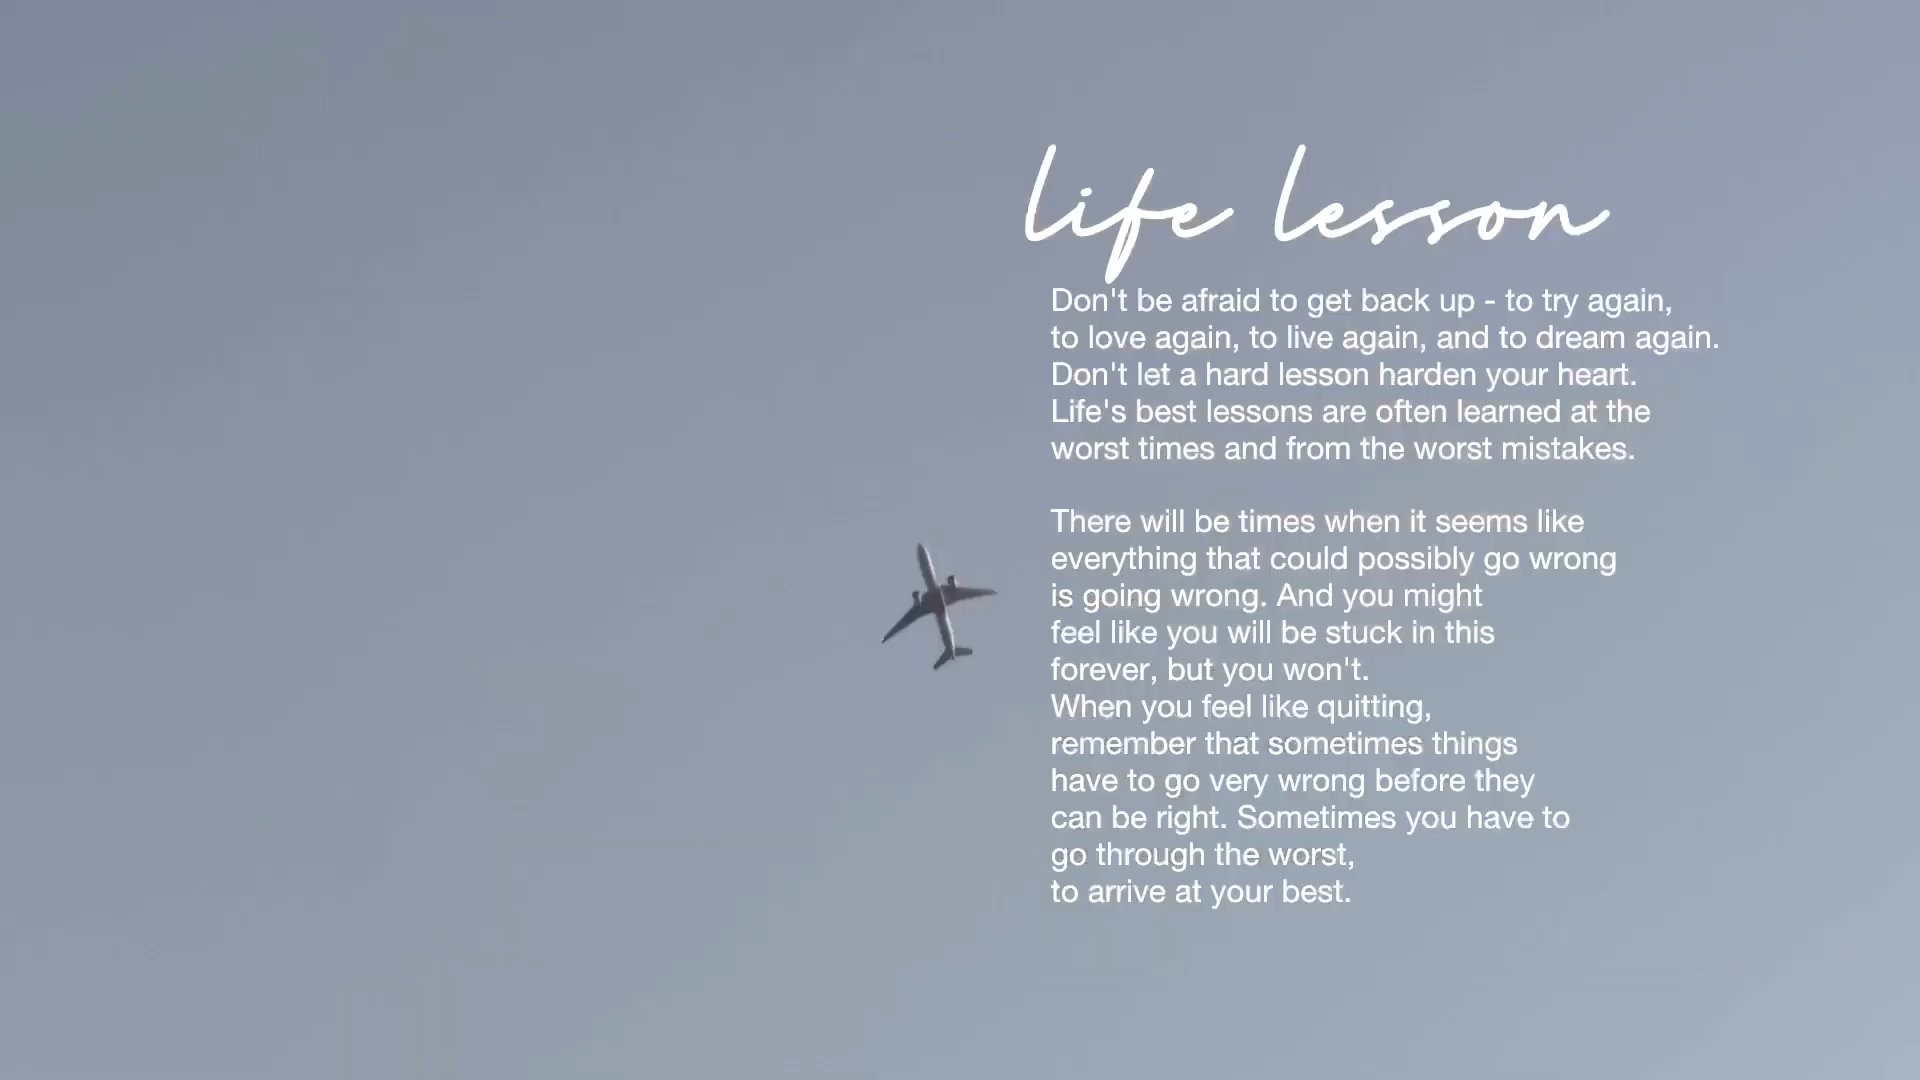 life lesson
Don't be afraid to get back up - to try again,
to love again, to live again, and to dream again.
Don't let a hard lesson harden your heart.
Life's best lessons are often learned at the
worst times and from the worst mistakes.
There will be times when it seems like
everything that could possibly go wrong
is going wrong. And you might
feel like you will be stuck in this
forever, but you won't.
When you feel like quitting,
remember that sometimes things
have to go very wrong before they
can be right. Sometimes you have to
go through the worst,
to arrive at your best.